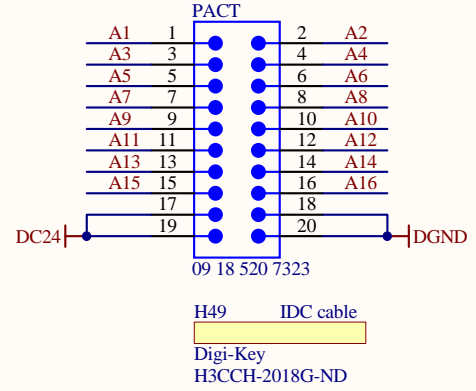 PACT
A1 1 2 A2
A3 3 4 A4
A5 5 6 A6
A7 7 8 A8
A9 9 10 A10
A11 11 12 A12
A13 13 14 A14
A15 15 16 A16
17 18
DC24 19 20 DGND
09 18 520 7323
H49 IDC cable
Digi-Key
H3CCH-2018G-ND